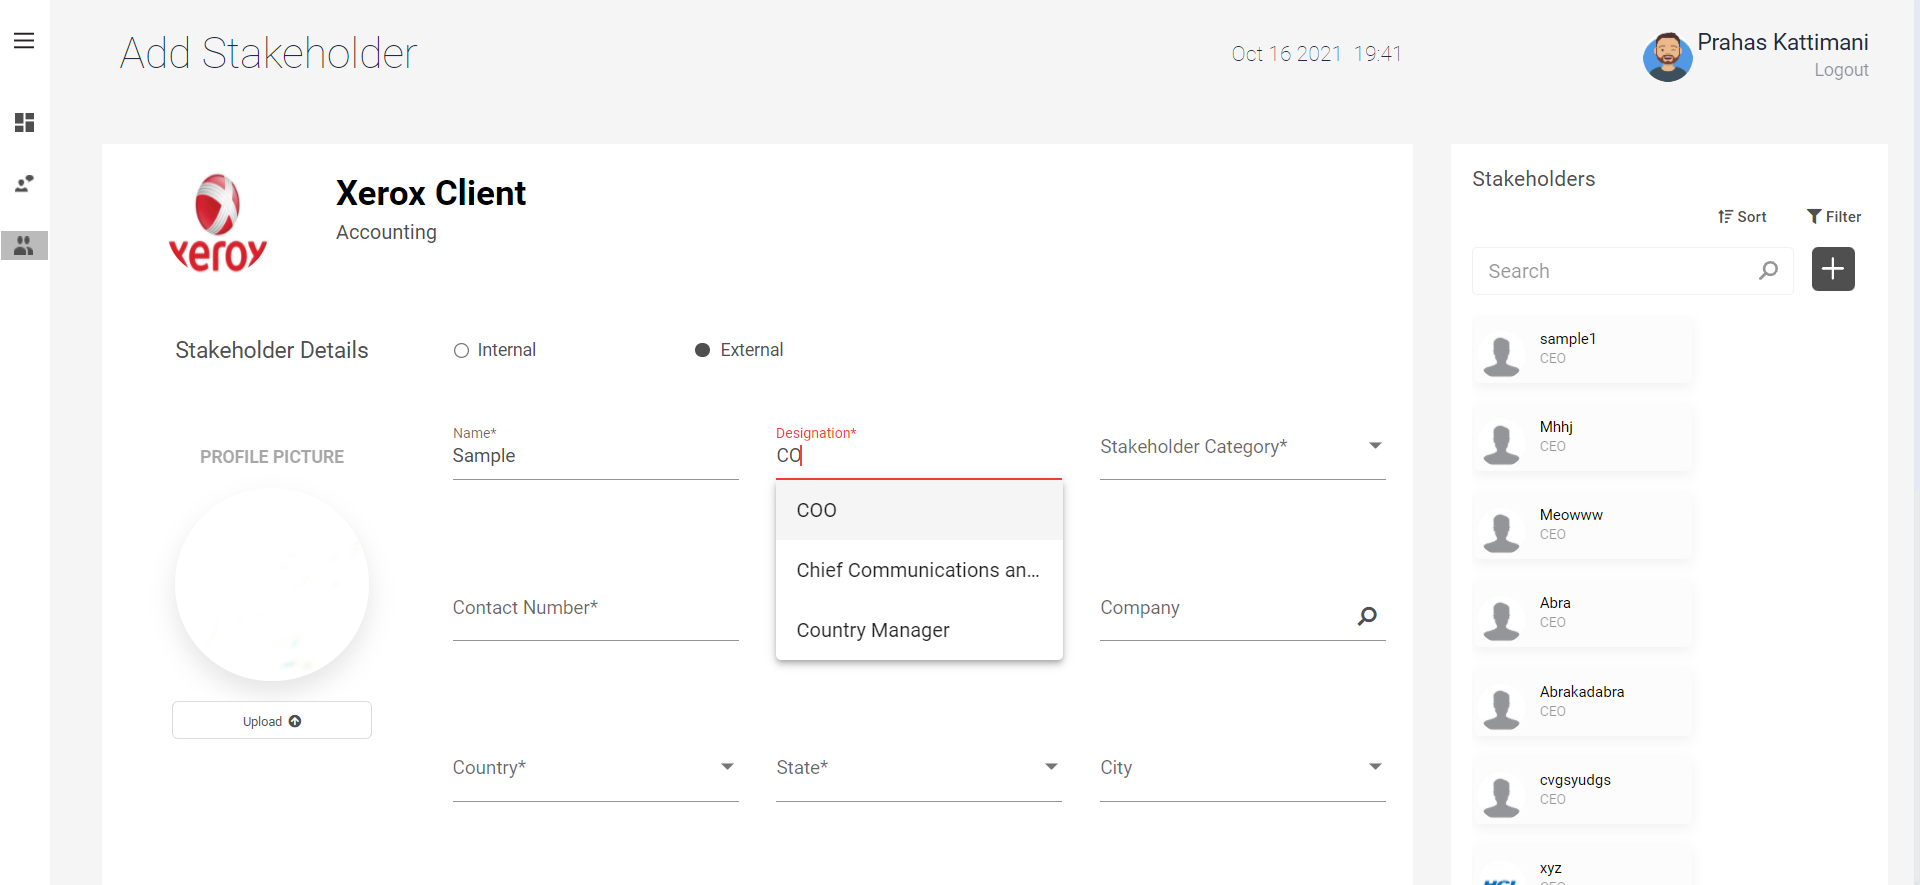 Add Stakeholder
Oct 16 2021 19:41
Prahas Kattimani
Logout
xeroy
Xerox Client
Accounting
Stakeholder Details
Internal
External
PROFILE PICTURE
Upload
Name*
Sample
Designation*
CO
COO
Chief Communications an...
Country Manager
Stakeholder Category*
Contact Number*
Company
Country*
State*
City
Stakeholders
Sort
Filter
Search
sample1
CEO
Mhhj
CEO
Meowww
CEO
Abra
CEO
Abrakadabra
CEO
cvgsyudgs
CEO
xyz